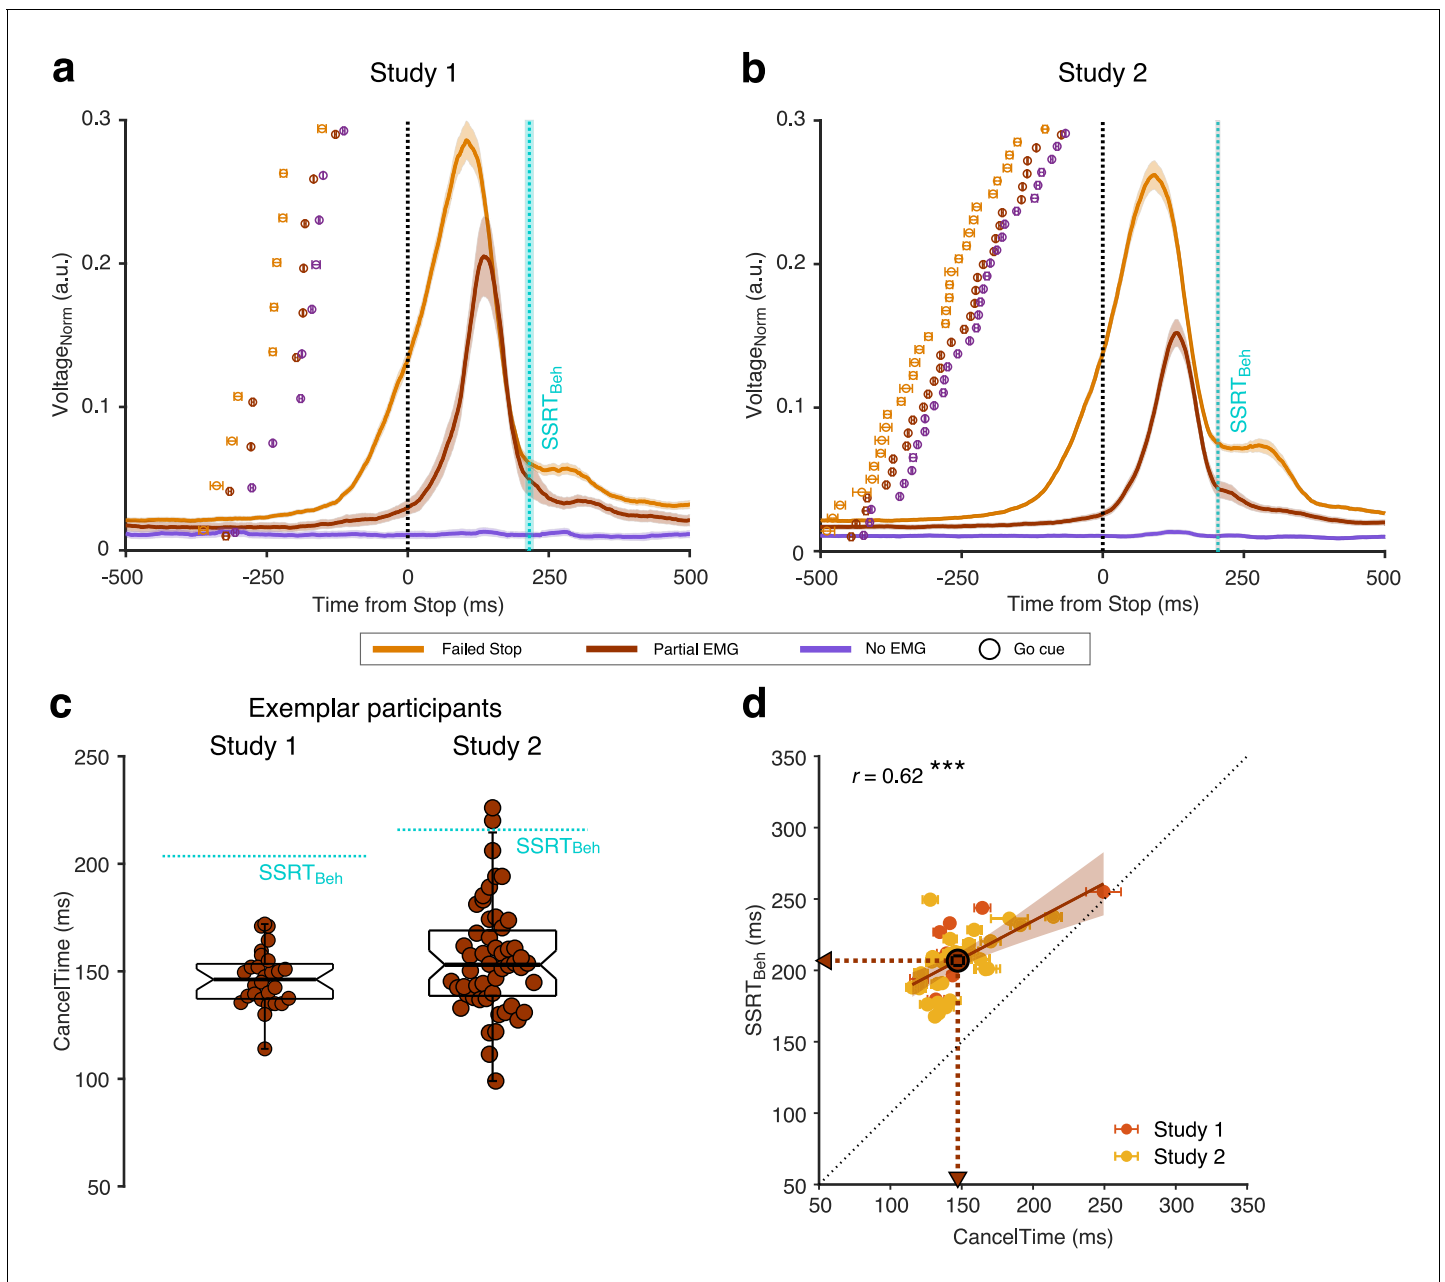 a
Study 1
0.3
0.2
0.1
0
Voltage_Norm (a.u.)
SSRT_Beh
-500
-250
0
250
500
Time from Stop (ms)
b
Study 2
0.3
0.2
0.1
0
Voltage_Norm (a.u.)
SSRT_Beh
-500
-250
0
250
500
Time from Stop (ms)
Failed Stop
Partial EMG
No EMG
Go cue
c
Exemplar participants
Study 1
Study 2
250
200
150
100
50
CancelTime (ms)
SSRT_Beh
SSRT_Beh
d
r = 0.62 ***
350
300
250
200
150
100
50
SSRT_Beh (ms)
Study 1
Study 2
50
100
150
200
250
300
350
CancelTime (ms)